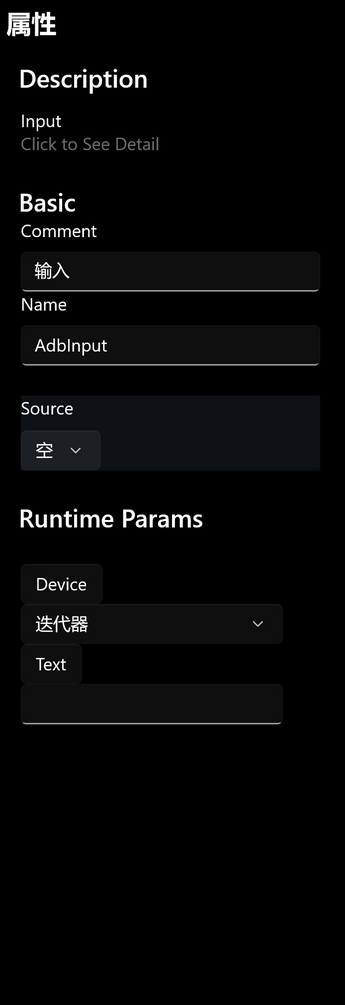 属性
Description
Input
Click to See Detail
Basic
Comment
输入
Name
AdbInput
Source
空
Runtime Params
Device
迭代器
Text